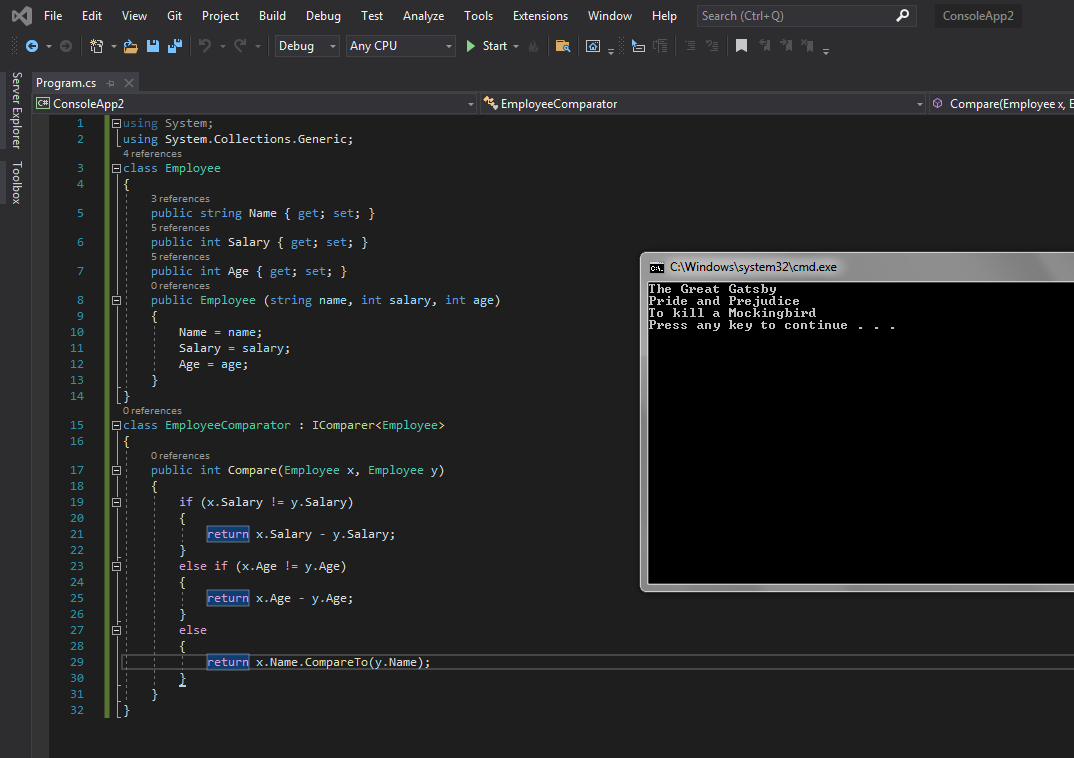 File Edit View Git Project Build Debug Test Analyze Tools Extensions Window Help Search (Ctrl+Q) ConsoleApp2
Debug Any CPU Start
Server Explorer
Toolbox
Program.cs
C# ConsoleApp2 EmployeeComparator Compare(Employee x, E
1 using System;
2 using System.Collections.Generic;
4 references
3 class Employee
4 {
3 references
5 public string Name { get; set; }
5 references
6 public int Salary { get; set; }
5 references
7 public int Age { get; set; }
0 references
8 public Employee (string name, int salary, int age)
9 {
10 Name = name;
11 Salary = salary;
12 Age = age;
13 }
14 }
0 references
15 class EmployeeComparator : IComparer<Employee>
16 {
0 references
17 public int Compare(Employee x, Employee y)
18 {
19 if (x.Salary != y.Salary)
20 {
21 return x.Salary - y.Salary;
22 }
23 else if (x.Age != y.Age)
24 {
25 return x.Age - y.Age;
26 }
27 else
28 {
29 return x.Name.CompareTo(y.Name);
30 }
31 }
32 }
C:\Windows\system32\cmd.exe
The Great Gatsby
Pride and Prejudice
To kill a Mockingbird
Press any key to continue . . .